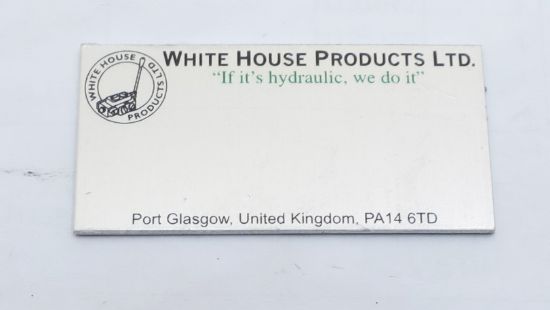 WHITE HOUSE PRODUCTS LTD
WHITE HOUSE PRODUCTS LTD.
“If it's hydraulic, we do it”
Port Glasgow, United Kingdom, PA14 6TD